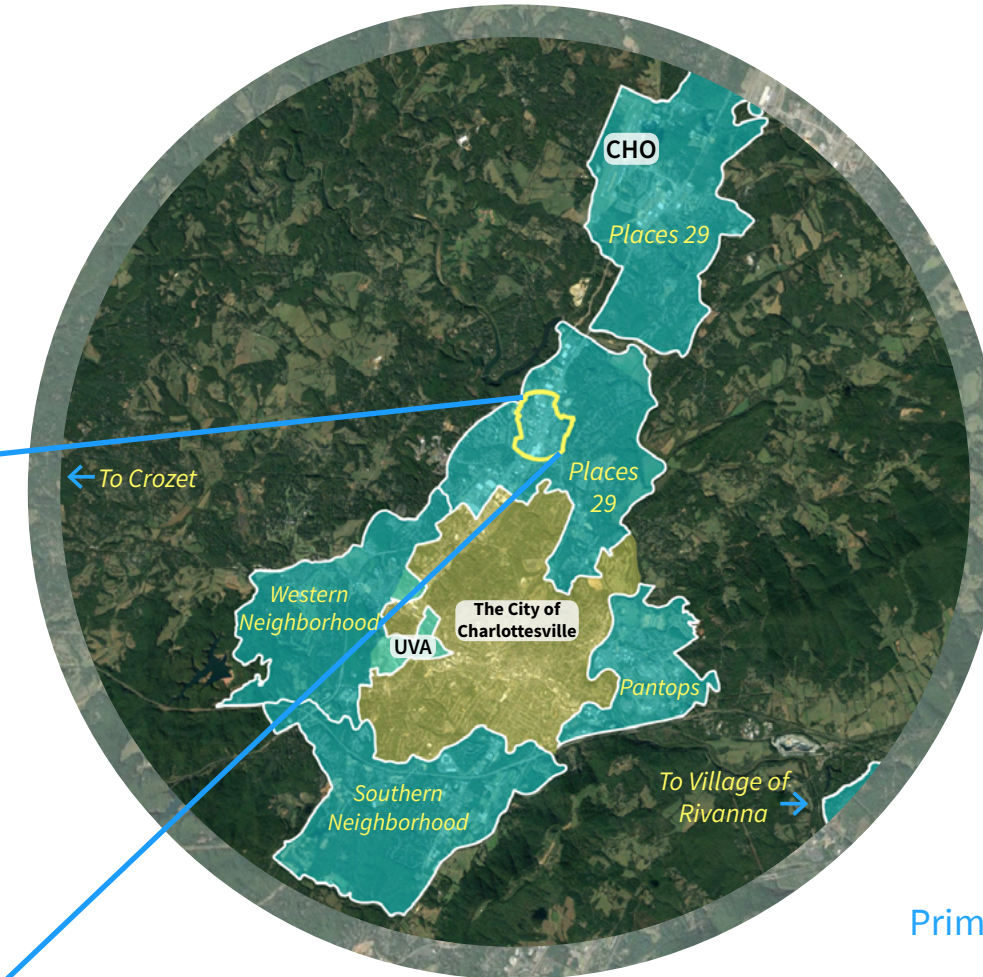 CHO
Places 29
Places
29
To Crozet
Western
Neighborhood
The City of
Charlottesville
UVA
Pantops
Southern
Neighborhood
To Village of
Rivanna
Prim